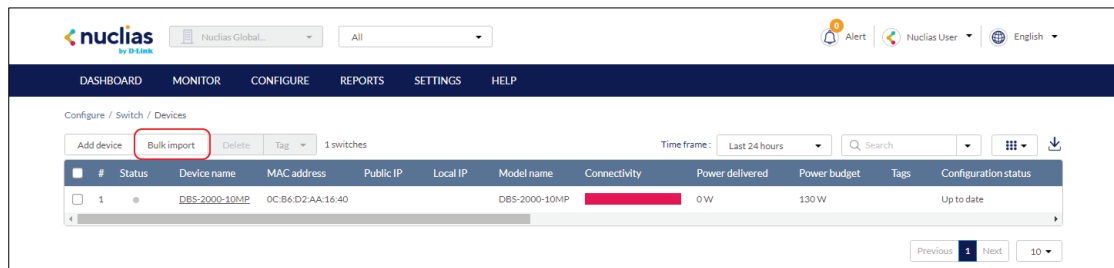 nuclias
by D-Link
Nuclias Global...
All
0
Alert
Nuclias User
English
DASHBOARD MONITOR CONFIGURE REPORTS SETTINGS HELP
Configure / Switch / Devices
Add device Bulk import Delete Tag 1 switches Time frame : Last 24 hours Search
# Status Device name MAC address Public IP Local IP Model name Connectivity Power delivered Power budget Tags Configuration status
1 DBS-2000-10MP 0C:B6:D2:AA:16:40 DBS-2000-10MP 0 W 130 W Up to date
Previous 1 Next 10